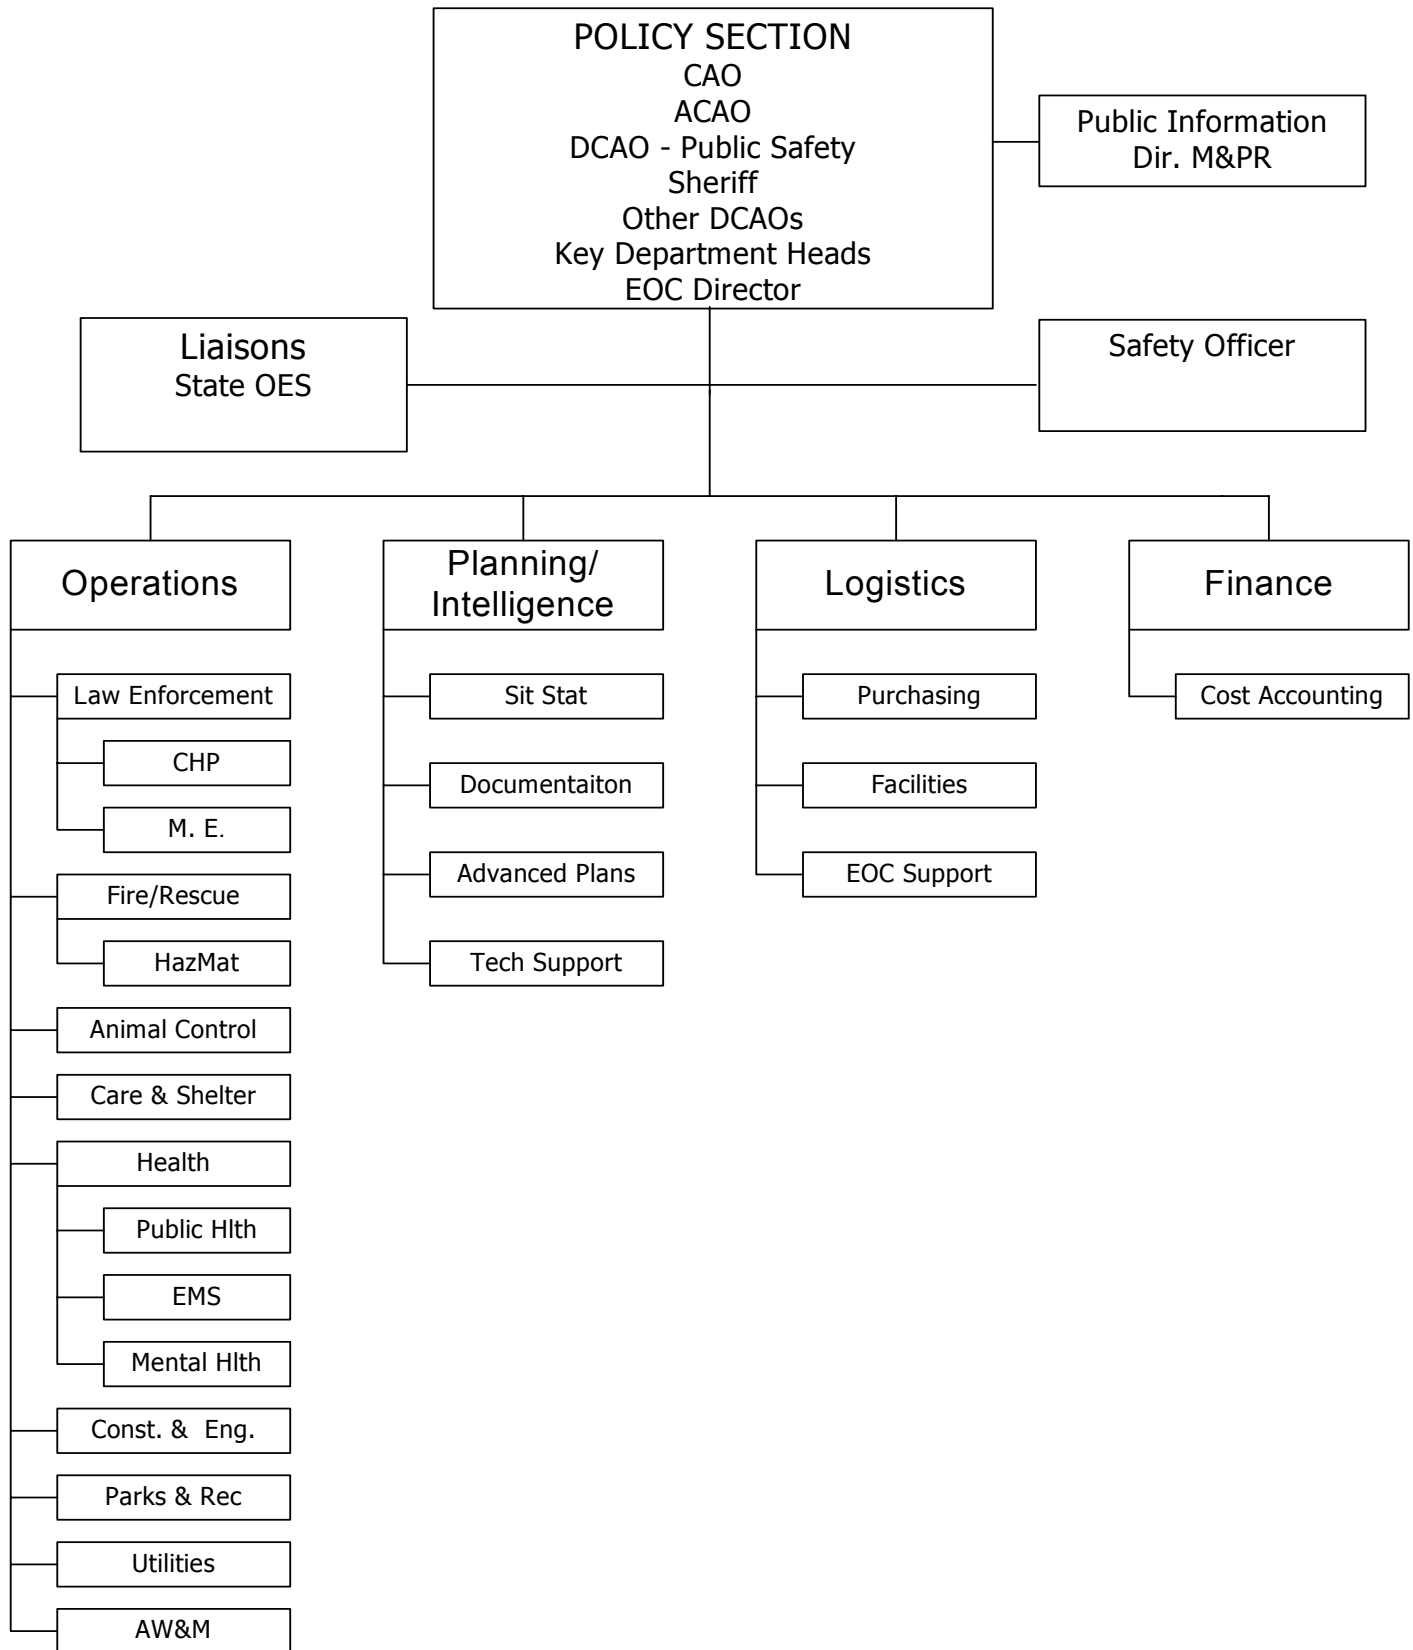 POLICY SECTION
CAO
ACAO
DCAO - Public Safety
Sheriff
Other DCAOs
Key Department Heads
EOC Director
Public Information
Dir. M&PR
Liaisons
State OES
Safety Officer
Operations
Law Enforcement
CHP
M. E.
Fire/Rescue
HazMat
Animal Control
Care & Shelter
Health
Public Hlth
EMS
Mental Hlth
Const. & Eng.
Parks & Rec
Utilities
AW&M
Planning/
Intelligence
Sit Stat
Documentaiton
Advanced Plans
Tech Support
Logistics
Purchasing
Facilities
EOC Support
Finance
Cost Accounting